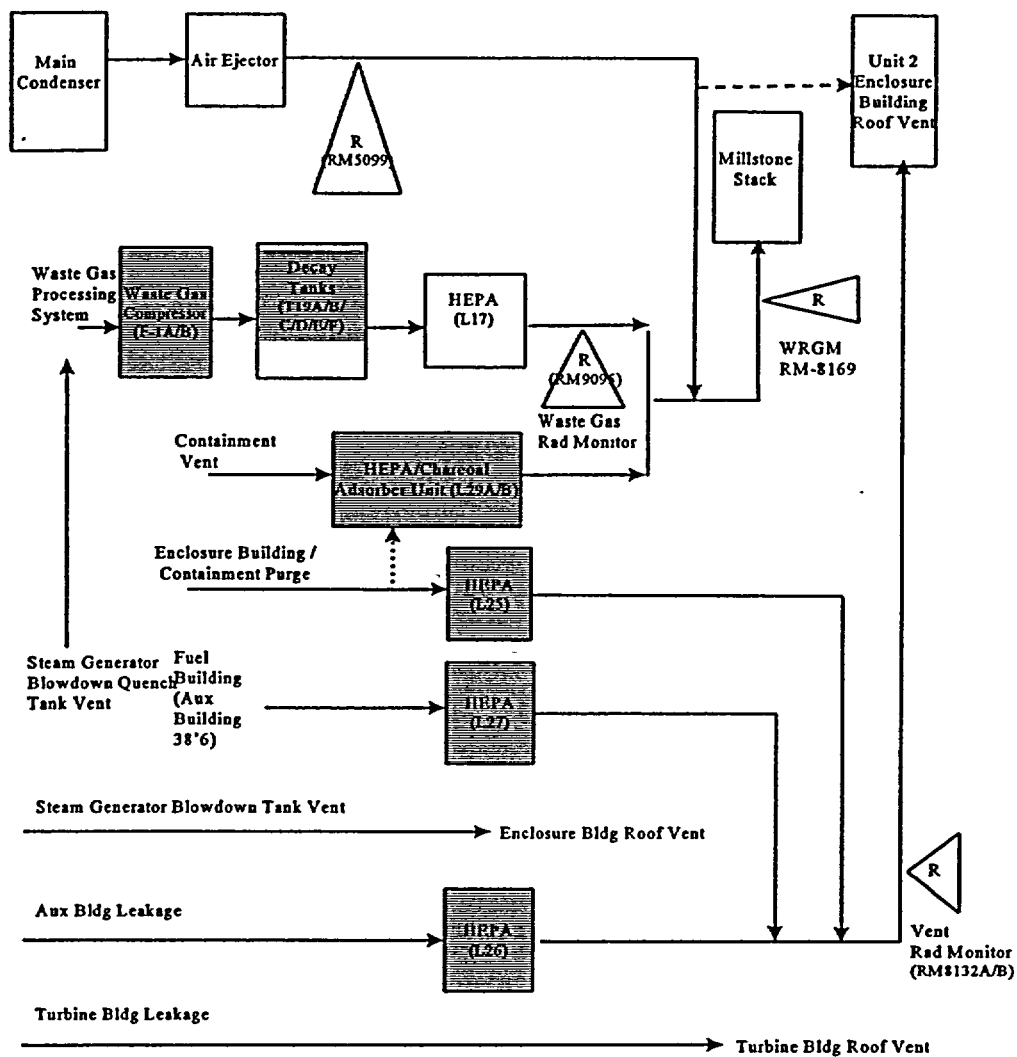 Main
Condenser
Air Ejector
R
(RM5099)
Unit 2
Enclosure
Building
Roof Vent
Millstone
Stack
Waste Gas
Processing
System
Waste Gas
Compressor
(F-1A/B)
Decay
Tanks
(T19A/B/
C/D/E/F)
HEPA
(L17)
R
(RM9095)
Waste Gas
Rad Monitor
R
WRGM
RM-8169
Containment
Vent
HEPA/Charcoal
Adsorber Unit (L29A/B)
Enclosure Building /
Containment Purge
HEPA
(L25)
Steam Generator
Blowdown Quench
Tank Vent
Fuel
Building
(Aux
Building
38'6)
HEPA
(L27)
Steam Generator Blowdown Tank Vent
Enclosure Bldg Roof Vent
R
Aux Bldg Leakage
HEPA
(L26)
Vent
Rad Monitor
(RM8132A/B)
Turbine Bldg Leakage
Turbine Bldg Roof Vent